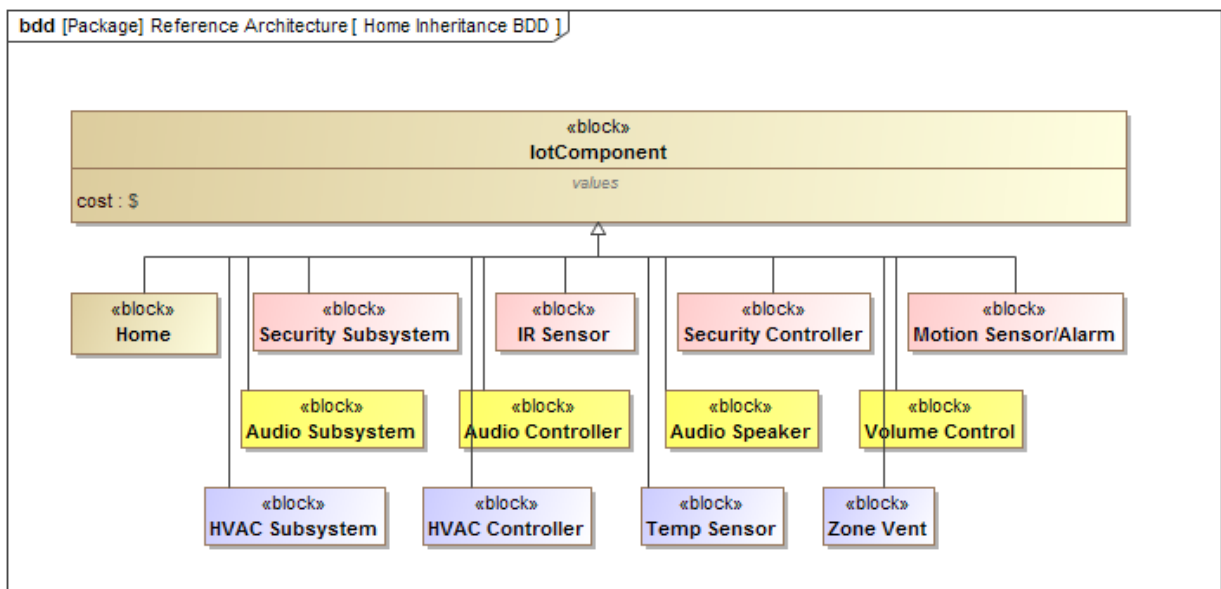 bdd [Package] Reference Architecture [ Home Inheritance BDD ]
«block»
IotComponent
values
cost : $
«block»
Home
«block»
Security Subsystem
«block»
IR Sensor
«block»
Security Controller
«block»
Motion Sensor/Alarm
«block»
Audio Subsystem
«block»
Audio Controller
«block»
Audio Speaker
«block»
Volume Control
«block»
HVAC Subsystem
«block»
HVAC Controller
«block»
Temp Sensor
«block»
Zone Vent